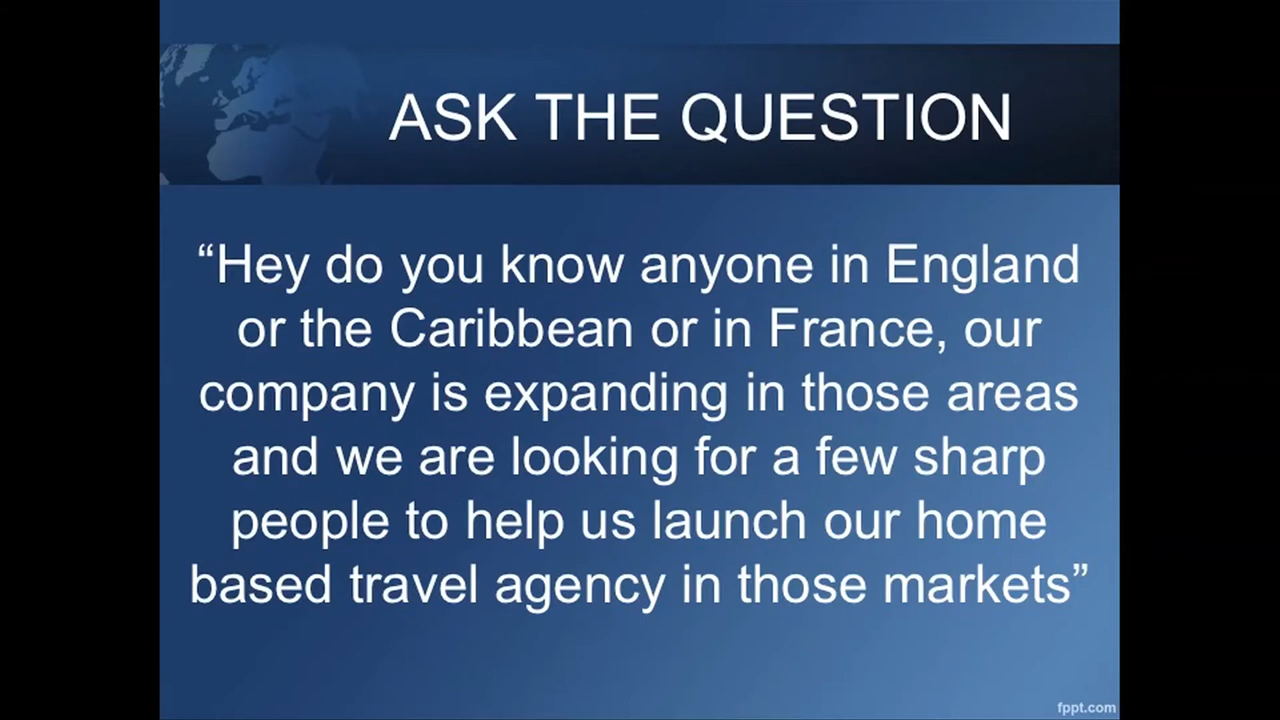 ASK THE QUESTION
“Hey do you know anyone in England
or the Caribbean or in France, our
company is expanding in those areas
and we are looking for a few sharp
people to help us launch our home
based travel agency in those markets”
fppt.com